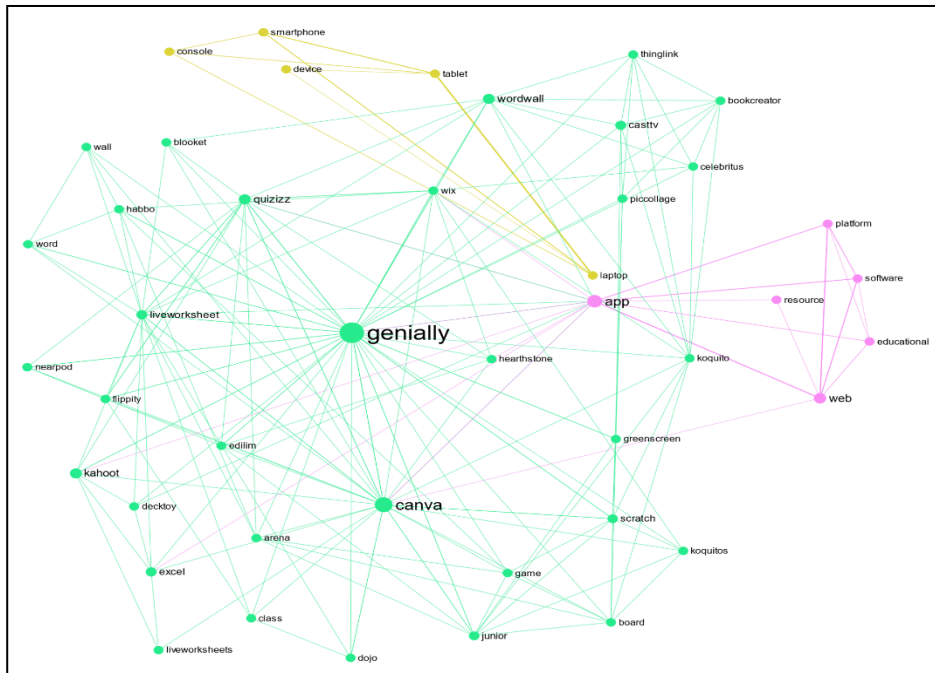 smartphone
console
thinglink
device
tablet
wordwall
bookcreator
casttv
blooket
wall
celebritus
wix
quizizz
piccollage
habbo
platform
word
laptop
software
app
resource
liveworksheet
genially
educational
hearthstone
koquito
nearpod
flippity
web
greenscreen
edilim
kahoot
canva
decktoy
scratch
arena
koquitos
excel
game
class
board
junior
liveworksheets
dojo